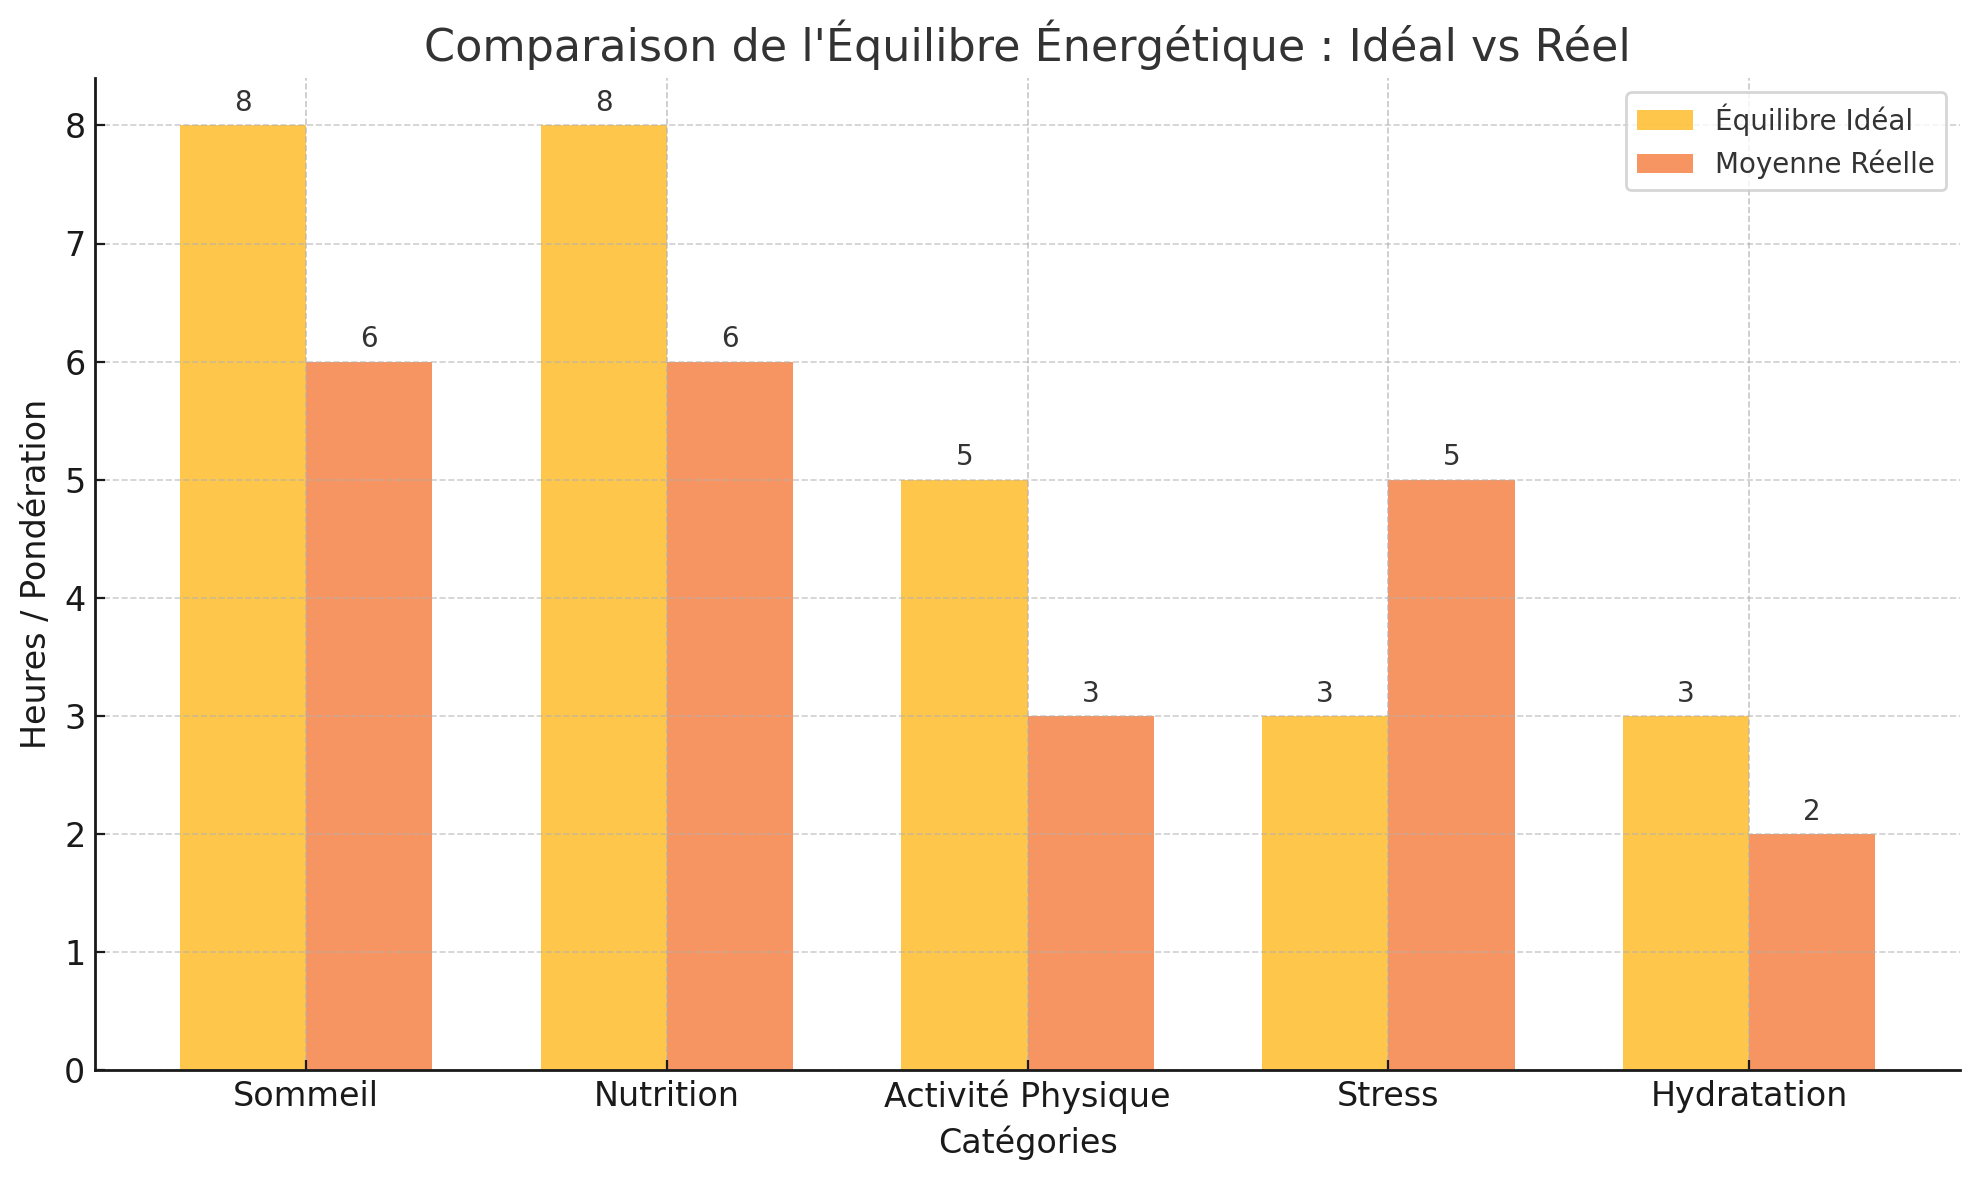 Comparaison de l'Équilibre Énergétique : Idéal vs Réel
Équilibre Idéal
Moyenne Réelle
Heures / Pondération
8
7
6
5
4
3
2
1
0
8
6
8
6
5
3
3
5
3
2
Sommeil
Nutrition
Activité Physique
Stress
Hydratation
Catégories